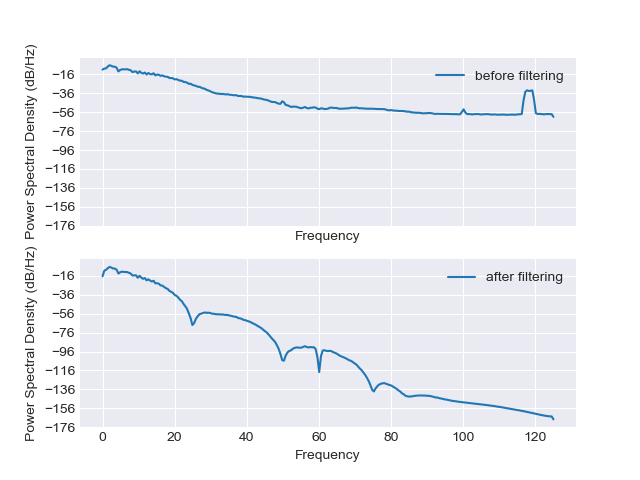 Power Spectral Density (dB/Hz)
−16
−36
−56
−76
−96
−116
−136
−156
−176
before filtering
Frequency
Power Spectral Density (dB/Hz)
−16
−36
−56
−76
−96
−116
−136
−156
−176
after filtering
0 20 40 60 80 100 120
Frequency